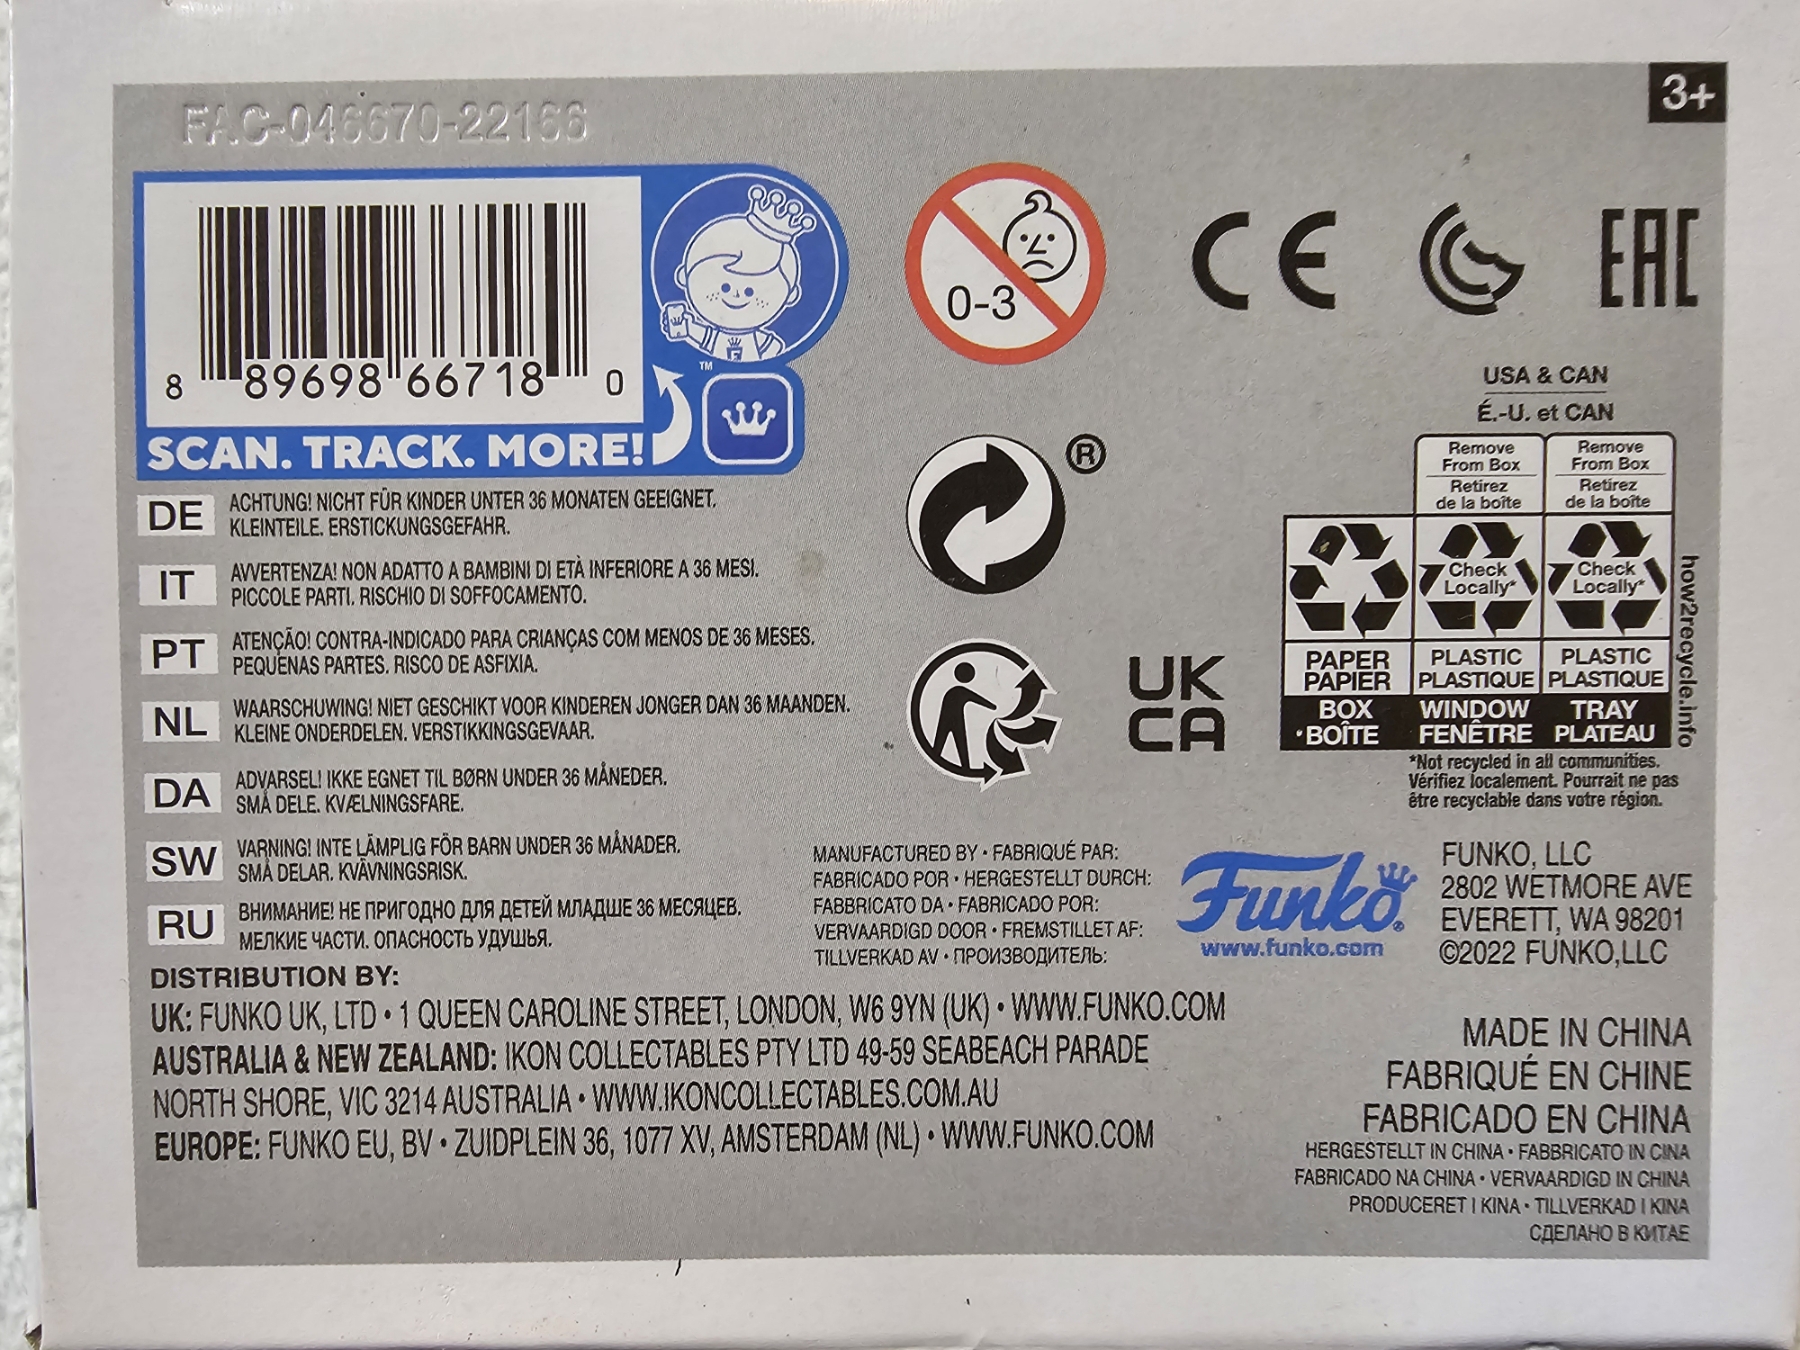 FAC-046670-22166
3+
8 89698 66718 0
SCAN. TRACK. MORE!
TM
0-3
CE
EAC
®
DE
ACHTUNG! NICHT FÜR KINDER UNTER 36 MONATEN GEEIGNET.
KLEINTEILE. ERSTICKUNGSGEFAHR.
IT
AVVERTENZA! NON ADATTO A BAMBINI DI ETÀ INFERIORE A 36 MESI.
PICCOLE PARTI. RISCHIO DI SOFFOCAMENTO.
PT
ATENÇÃO! CONTRA-INDICADO PARA CRIANÇAS COM MENOS DE 36 MESES.
PEQUENAS PARTES. RISCO DE ASFIXIA.
NL
WAARSCHUWING! NIET GESCHIKT VOOR KINDEREN JONGER DAN 36 MAANDEN.
KLEINE ONDERDELEN. VERSTIKKINGSGEVAAR.
DA
ADVARSEL! IKKE EGNET TIL BØRN UNDER 36 MÅNEDER.
SMÅ DELE. KVÆLNINGSFARE.
SW
VARNING! INTE LÄMPLIG FÖR BARN UNDER 36 MÅNADER.
SMÅ DELAR. KVÄVNINGSRISK.
RU
ВНИМАНИЕ! НЕ ПРИГОДНО ДЛЯ ДЕТЕЙ МЛАДШЕ 36 МЕСЯЦЕВ.
МЕЛКИЕ ЧАСТИ. ОПАСНОСТЬ УДУШЬЯ.
USA & CAN
É.-U. et CAN
Remove
From Box
Retirez
de la boîte
Remove
From Box
Retirez
de la boîte
Check
Locally*
Check
Locally*
PAPER
PAPIER
PLASTIC
PLASTIQUE
PLASTIC
PLASTIQUE
BOX
BOÎTE
WINDOW
FENÊTRE
TRAY
PLATEAU
how2recycle.info
*Not recycled in all communities.
Vérifiez localement. Pourrait ne pas
être recyclable dans votre région.
UK
CA
MANUFACTURED BY • FABRIQUÉ PAR:
FABRICADO POR • HERGESTELLT DURCH:
FABBRICATO DA • FABRICADO POR:
VERVAARDIGD DOOR • FREMSTILLET AF:
TILLVERKAD AV • ПРОИЗВОДИТЕЛЬ:
Funko®
www.funko.com
FUNKO, LLC
2802 WETMORE AVE
EVERETT, WA 98201
©2022 FUNKO,LLC
DISTRIBUTION BY:
UK: FUNKO UK, LTD • 1 QUEEN CAROLINE STREET, LONDON, W6 9YN (UK) • WWW.FUNKO.COM
AUSTRALIA & NEW ZEALAND: IKON COLLECTABLES PTY LTD 49-59 SEABEACH PARADE
NORTH SHORE, VIC 3214 AUSTRALIA • WWW.IKONCOLLECTABLES.COM.AU
EUROPE: FUNKO EU, BV • ZUIDPLEIN 36, 1077 XV, AMSTERDAM (NL) • WWW.FUNKO.COM
MADE IN CHINA
FABRIQUÉ EN CHINE
FABRICADO EN CHINA
HERGESTELLT IN CHINA • FABBRICATO IN CINA
FABRICADO NA CHINA • VERVAARDIGD IN CHINA
PRODUCERET I KINA • TILLVERKAD I KINA
СДЕЛАНО В КИТАЕ